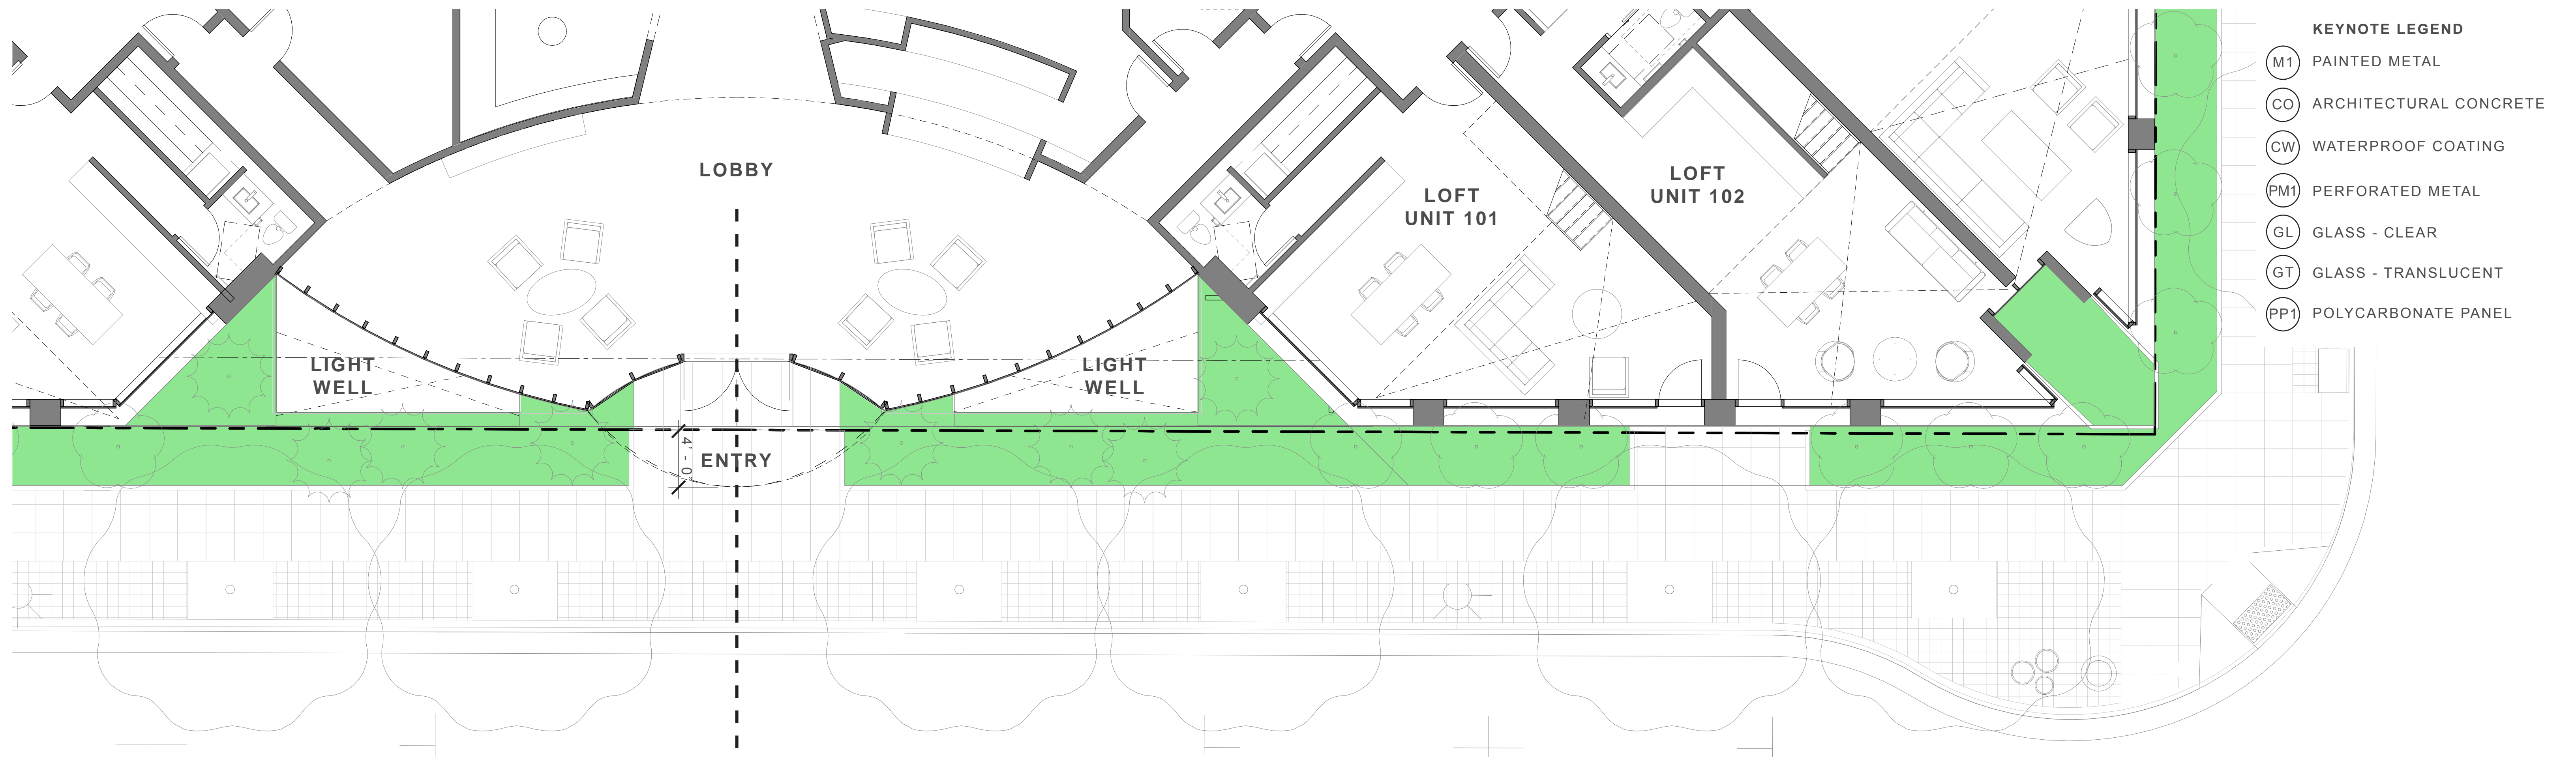 LOBBY
LOFT
UNIT 101
LOFT
UNIT 102
LIGHT
WELL
LIGHT
WELL
4' - 0"
ENTRY
KEYNOTE LEGEND
M1 PAINTED METAL
CO ARCHITECTURAL CONCRETE
CW WATERPROOF COATING
PM1 PERFORATED METAL
GL GLASS - CLEAR
GT GLASS - TRANSLUCENT
PP1 POLYCARBONATE PANEL